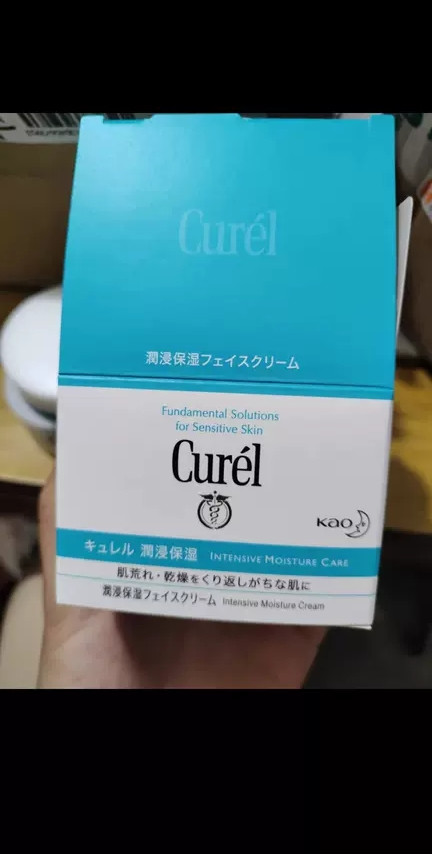 Curél
潤浸保湿フェイスクリーム
Fundamental Solutions
for Sensitive Skin
Curél
Kao
キュレル 潤浸保湿 INTENSIVE MOISTURE CARE
肌荒れ・乾燥をくり返しがちな肌に
潤浸保湿フェイスクリーム Intensive Moisture Cream